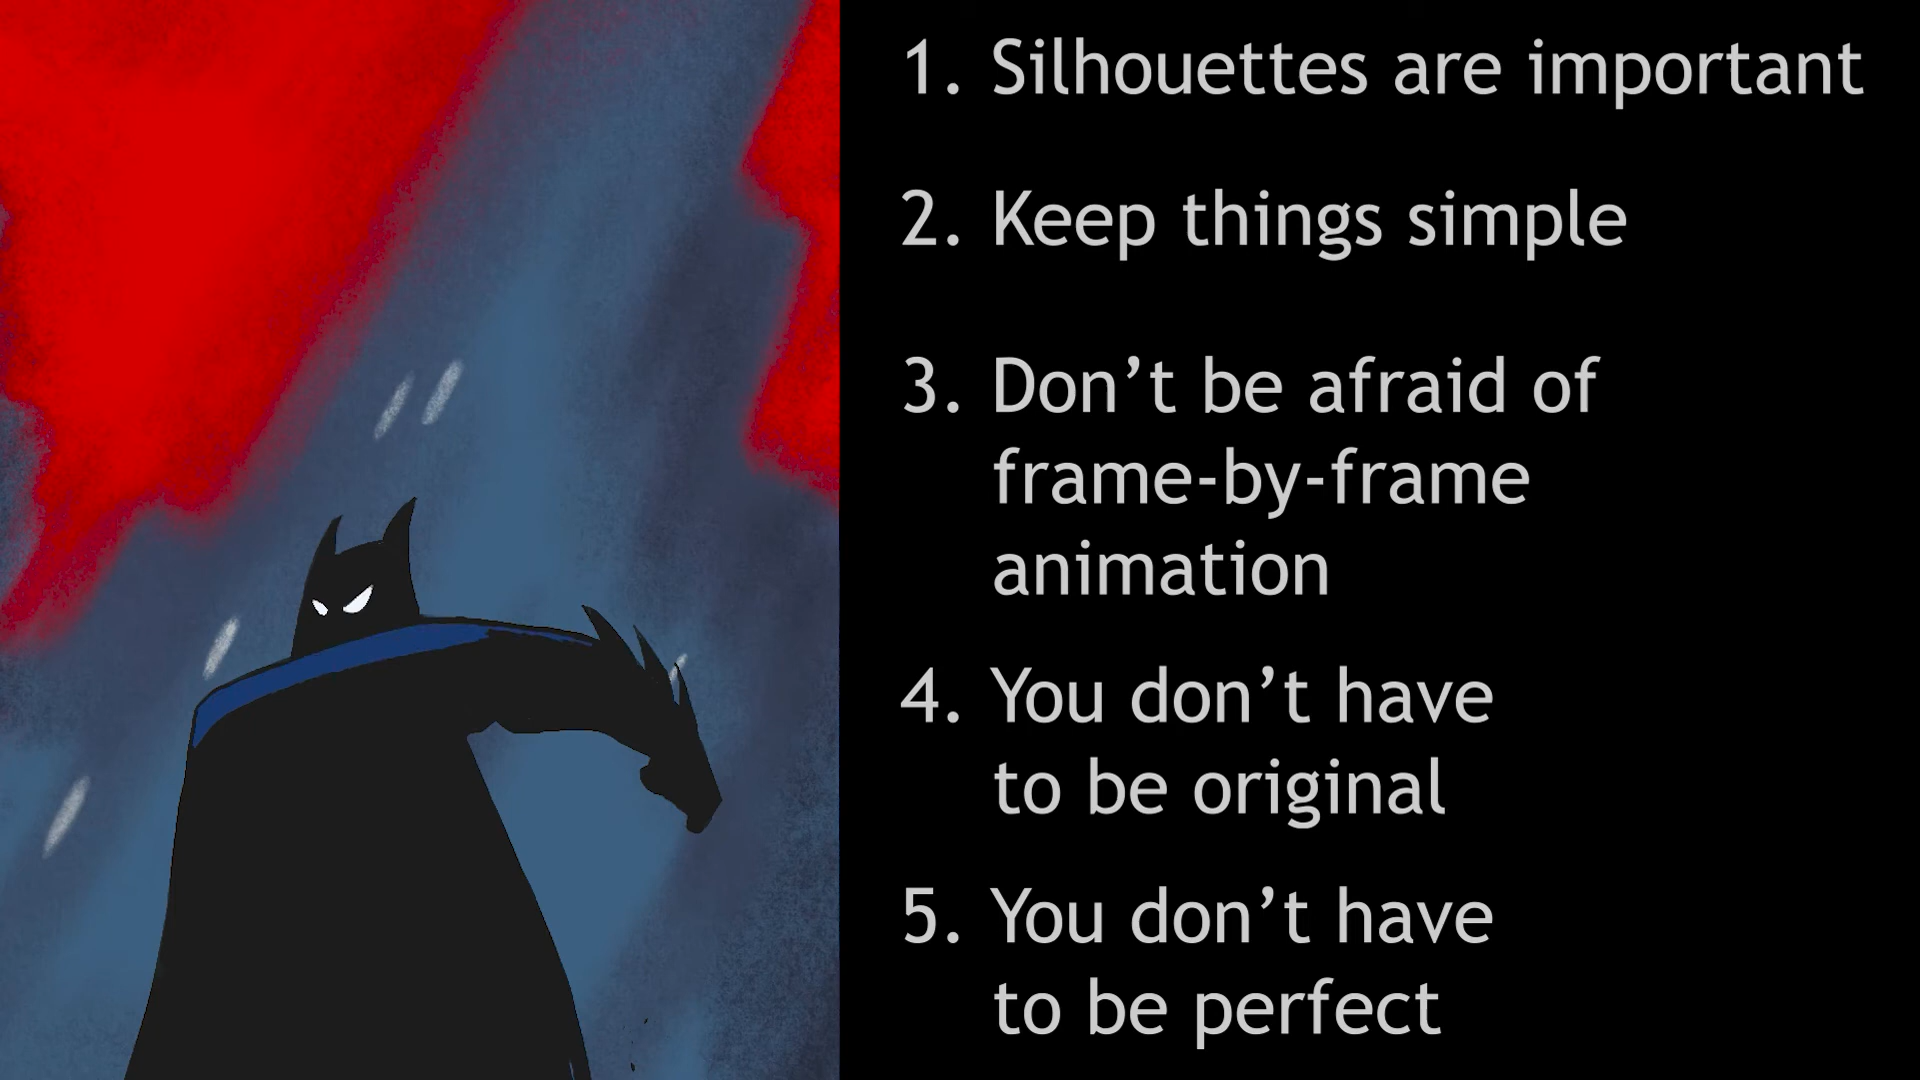 1. Silhouettes are important
2. Keep things simple
3. Don’t be afraid of
frame-by-frame
animation
4. You don’t have
to be original
5. You don’t have
to be perfect